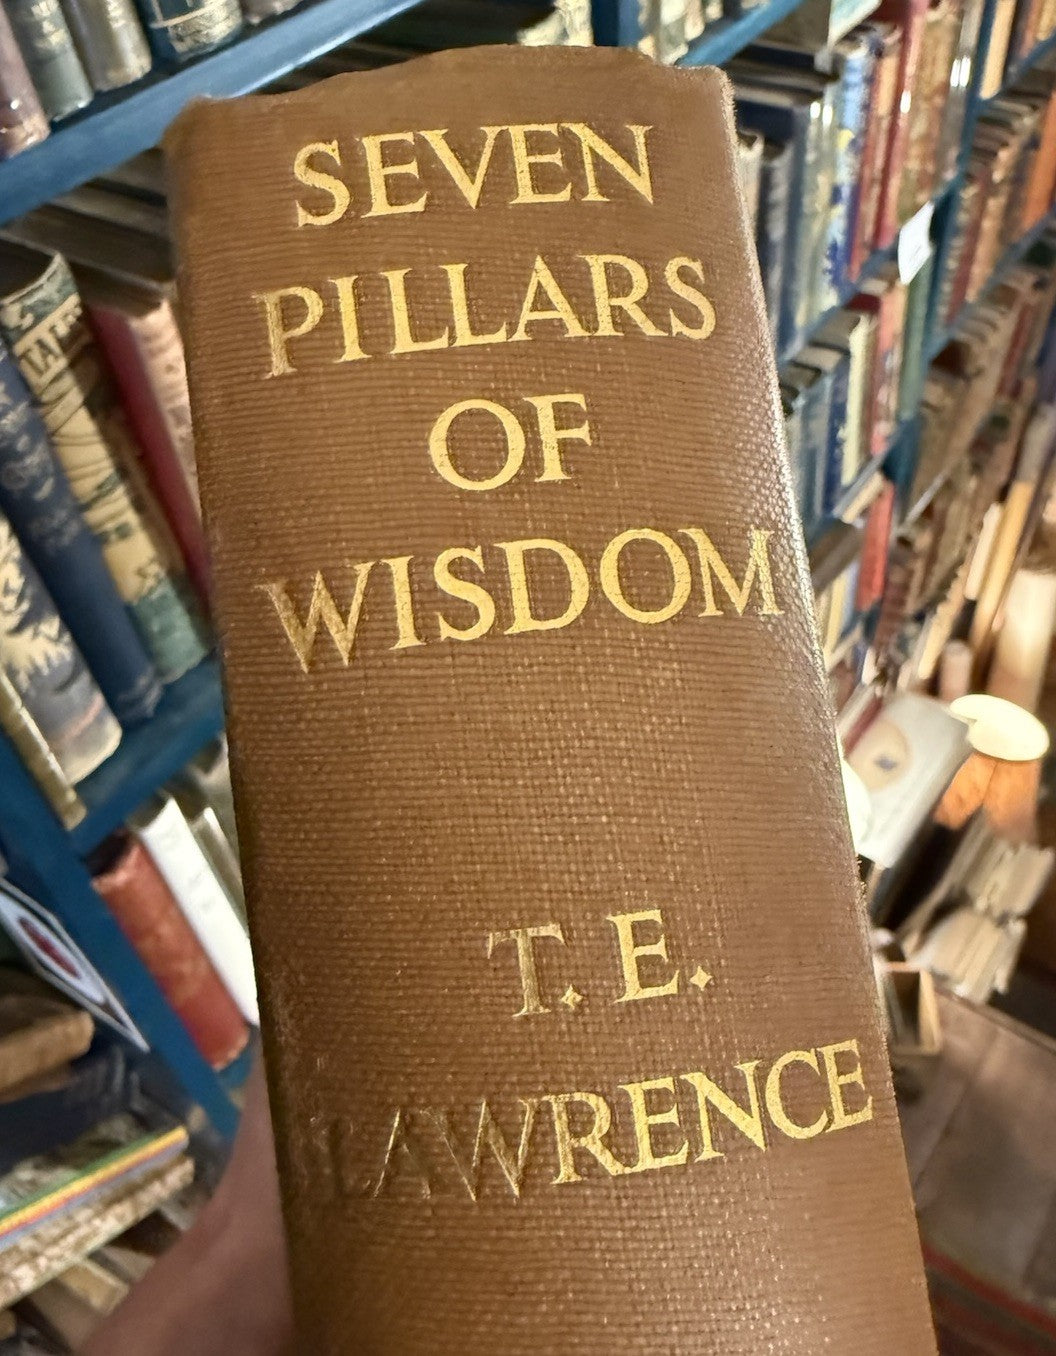 SEVEN
PILLARS
OF
WISDOM
T. E.
LAWRENCE